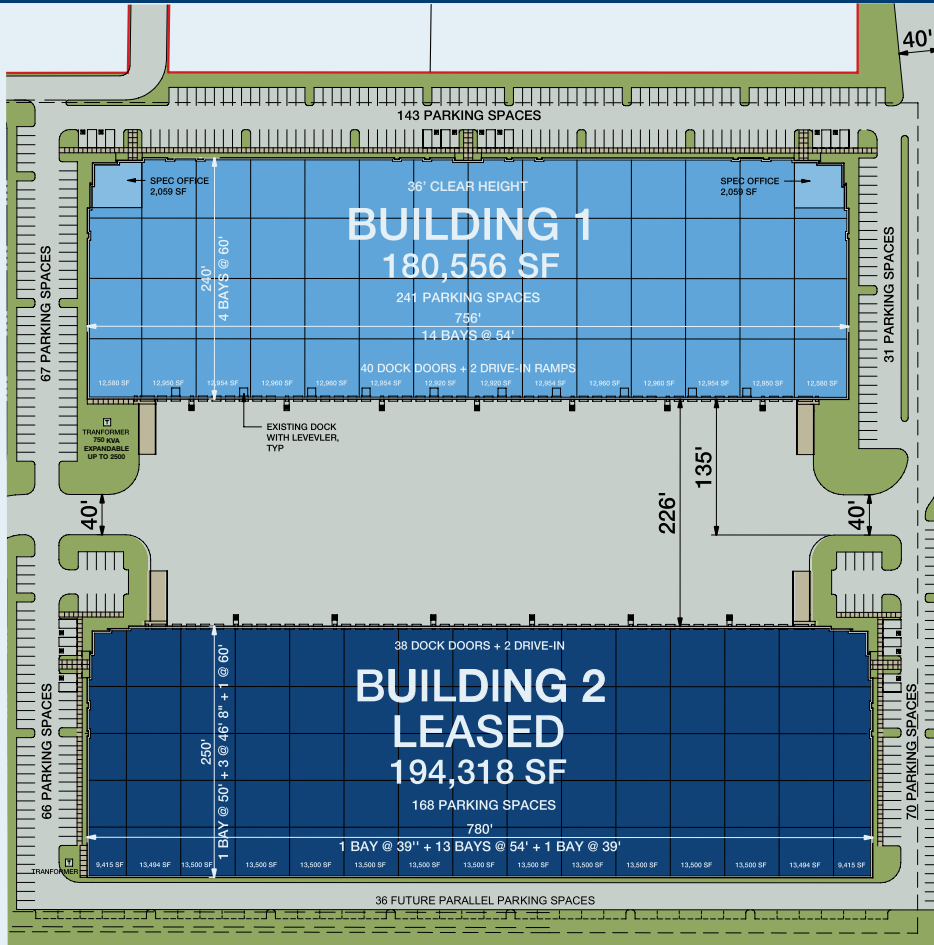 40'
143 PARKING SPACES
SPEC OFFICE
2,059 SF
36' CLEAR HEIGHT
SPEC OFFICE
2,059 SF
BUILDING 1
180,556 SF
241 PARKING SPACES
240'
4 BAYS @ 60'
756'
14 BAYS @ 54'
67 PARKING SPACES
31 PARKING SPACES
40 DOCK DOORS + 2 DRIVE-IN RAMPS
12,580 SF
12,950 SF
12,954 SF
12,960 SF
12,960 SF
12,954 SF
12,920 SF
12,920 SF
12,954 SF
12,960 SF
12,960 SF
12,954 SF
12,950 SF
12,580 SF
T
TRANFORMER
750 KVA
EXPANDABLE
UP TO 2500
EXISTING DOCK
WITH LEVEVLER,
TYP
135'
226'
40'
40'
38 DOCK DOORS + 2 DRIVE-IN
BUILDING 2
LEASED
194,318 SF
168 PARKING SPACES
250'
1 BAY @ 50' + 3 @ 46' 8" + 1 @ 60'
780'
1 BAY @ 39'' + 13 BAYS @ 54' + 1 BAY @ 39'
66 PARKING SPACES
70 PARKING SPACES
9,415 SF
13,494 SF
13,500 SF
13,500 SF
13,500 SF
13,500 SF
13,500 SF
13,500 SF
13,500 SF
13,500 SF
13,500 SF
13,494 SF
9,415 SF
T
TRANFORMER
36 FUTURE PARALLEL PARKING SPACES